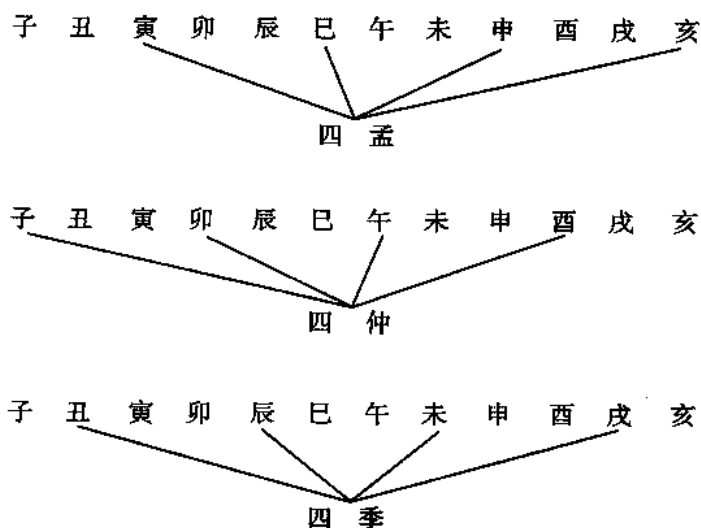 子 丑 寅 卯 辰 巳 午 未 申 酉 戌 亥
四 孟
子 丑 寅 卯 辰 巳 午 未 申 酉 戌 亥
四 仲
子 丑 寅 卯 辰 巳 午 未 申 酉 戌 亥
四 季